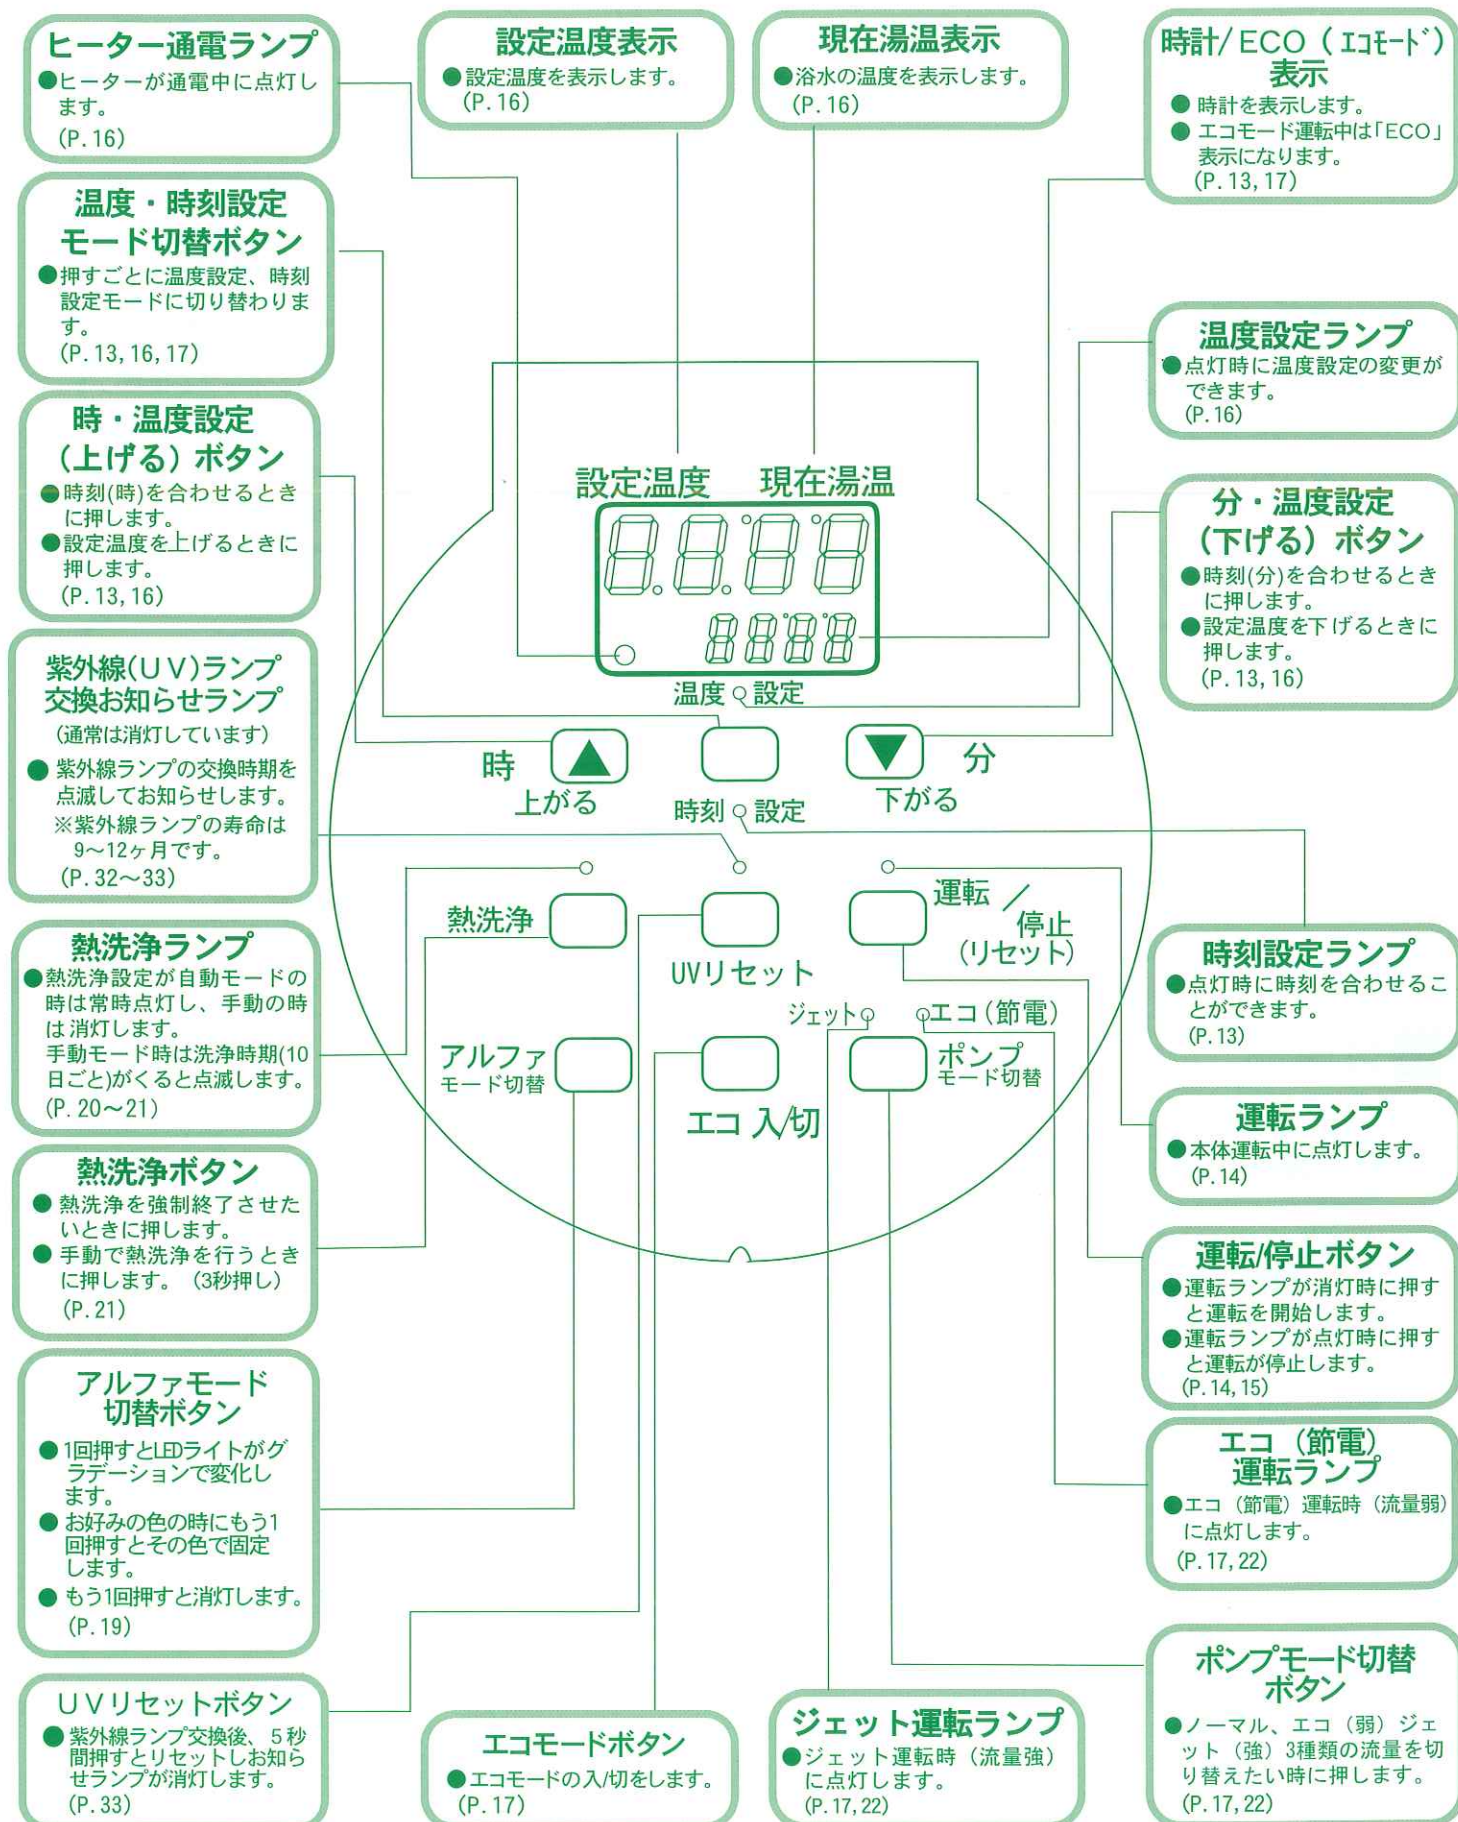 ヒーター通電ランプ
●ヒーターが通電中に点灯し
ます。
(P.16)
設定温度表示
●設定温度を表示します。
(P.16)
現在湯温表示
●浴水の温度を表示します。
(P.16)
時計/ECO（エコモード）
表示
● 時計を表示します。
● エコモード運転中は「ECO」
表示になります。
(P.13,17)
温度・時刻設定
モード切替ボタン
●押すごとに温度設定、時刻
設定モードに切り替わりま
す。
(P.13,16,17)
時・温度設定
（上げる）ボタン
●時刻(時)を合わせるとき
に押します。
●設定温度を上げるときに
押します。
(P.13,16)
紫外線(UV)ランプ
交換お知らせランプ
(通常は消灯しています)
● 紫外線ランプの交換時期を
点滅してお知らせします。
※紫外線ランプの寿命は
9～12ヶ月です。
(P.32～33)
熱洗浄ランプ
●熱洗浄設定が自動モードの
時は常時点灯し、手動の時
は消灯します。
手動モード時は洗浄時期(10
日ごと)がくると点滅します。
(P.20～21)
熱洗浄ボタン
● 熱洗浄を強制終了させた
いときに押します。
● 手動で熱洗浄を行うとき
に押します。（3秒押し）
(P.21)
アルファモード
切替ボタン
● 1回押すとLEDライトがグ
ラデーションで変化し
ます。
● お好みの色の時にもう1
回押すとその色で固定
します。
● もう1回押すと消灯します。
(P.19)
UVリセットボタン
● 紫外線ランプ交換後、5秒
間押すとリセットしお知ら
せランプが消灯します。
(P.33)
設定温度 現在湯温
8.8.8.8
88:88
温度 設定
時 ▲ ▼ 分
上がる 下がる
時刻 設定
熱洗浄
UVリセット
運転／
停止
(リセット)
ジェット エコ(節電)
アルファ
モード切替
エコ 入/切
ポンプ
モード切替
温度設定ランプ
●点灯時に温度設定の変更が
できます。
(P.16)
分・温度設定
（下げる）ボタン
●時刻(分)を合わせるとき
に押します。
●設定温度を下げるときに
押します。
(P.13,16)
時刻設定ランプ
●点灯時に時刻を合わせるこ
とができます。
(P.13)
運転ランプ
●本体運転中に点灯します。
(P.14)
運転/停止ボタン
●運転ランプが消灯時に押す
と運転を開始します。
●運転ランプが点灯時に押す
と運転が停止します。
(P.14,15)
エコ（節電）
運転ランプ
●エコ（節電）運転時（流量弱）
に点灯します。
(P.17,22)
ポンプモード切替
ボタン
●ノーマル、エコ（弱）ジェ
ット（強）3種類の流量を切
り替えたい時に押します。
(P.17,22)
エコモードボタン
●エコモードの入/切をします。
(P.17)
ジェット運転ランプ
●ジェット運転時（流量強）
に点灯します。
(P.17,22)